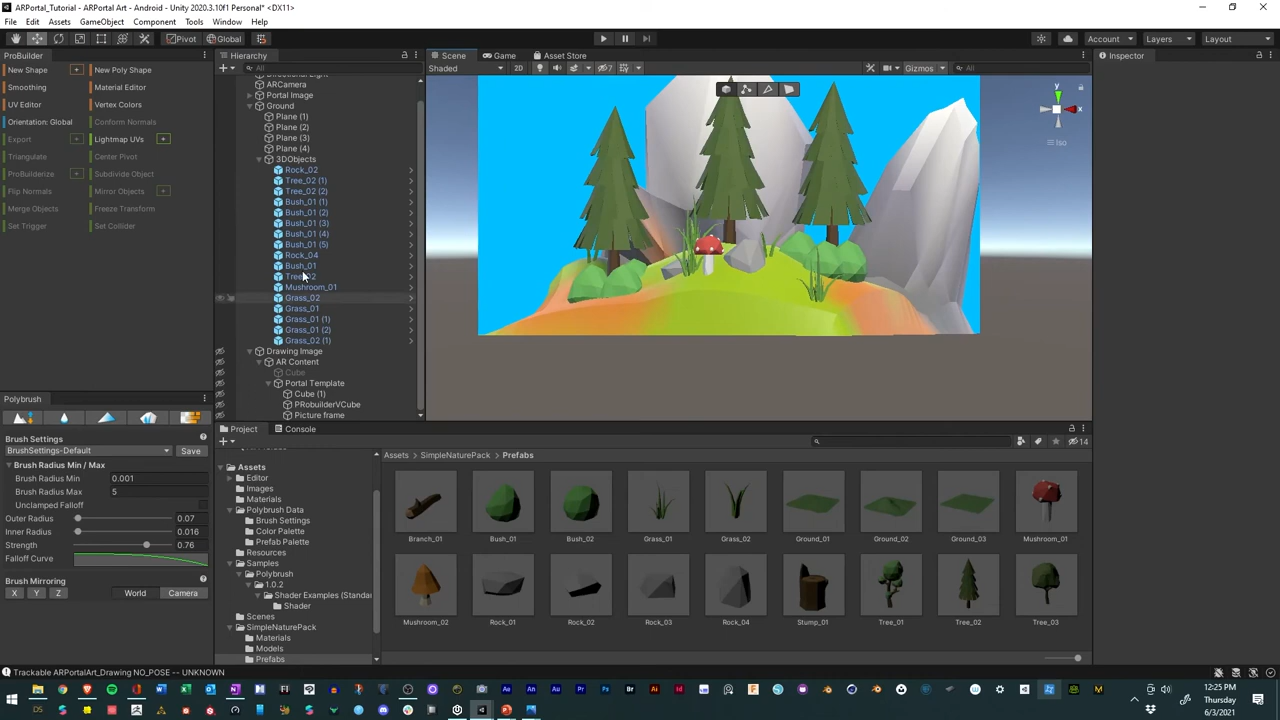 ARPortal_Tutorial - ARPortal Art - Android - Unity 2020.3.10f1 Personal* <DX11>
File Edit Assets GameObject Component Tools Window Help
Pivot Global Account Layers Layout
ProBuilder
New Shape New Poly Shape
Smoothing Material Editor
UV Editor Vertex Colors
Orientation: Global Conform Normals
Export Lightmap UVs
Triangulate Center Pivot
ProBuilderize Subdivide Object
Flip Normals Mirror Objects
Merge Objects Freeze Transform
Set Trigger Set Collider
Hierarchy
All
Directional Light
ARCamera
Portal Image
Ground
Plane (1)
Plane (2)
Plane (3)
Plane (4)
3DObjects
Rock_02
Tree_02 (1)
Tree_02 (2)
Bush_01 (1)
Bush_01 (2)
Bush_01 (3)
Bush_01 (4)
Bush_01 (5)
Rock_04
Bush_01
Tree_02
Mushroom_01
Grass_02
Grass_01
Grass_01 (1)
Grass_01 (2)
Grass_02 (1)
Drawing Image
AR Content
Cube
Portal Template
Cube (1)
PRobuilderVCube
Picture frame
Scene Game Asset Store
Shaded 2D 7 Gizmos All
y
x
Iso
Inspector
Polybrush
Brush Settings
BrushSettings-Default Save
Brush Radius Min / Max
Brush Radius Min 0.001
Brush Radius Max 5
Unclamped Falloff
Outer Radius 0.07
Inner Radius 0.016
Strength 0.76
Falloff Curve
Brush Mirroring
X Y Z World Camera
Project Console
14
Assets
Editor
Images
Materials
Polybrush Data
Brush Settings
Color Palette
Prefab Palette
Resources
Samples
Polybrush
1.0.2
Shader Examples (Standa
Shader
Scenes
SimpleNaturePack
Materials
Models
Prefabs
Assets > SimpleNaturePack > Prefabs
Branch_01 Bush_01 Bush_02 Grass_01 Grass_02 Ground_01 Ground_02 Ground_03 Mushroom_01
Mushroom_02 Rock_01 Rock_02 Rock_03 Rock_04 Stump_01 Tree_01 Tree_02 Tree_03
Trackable ARPortalArt_Drawing NO_POSE -- UNKNOWN
12:25 PM
Thursday
6/3/2021